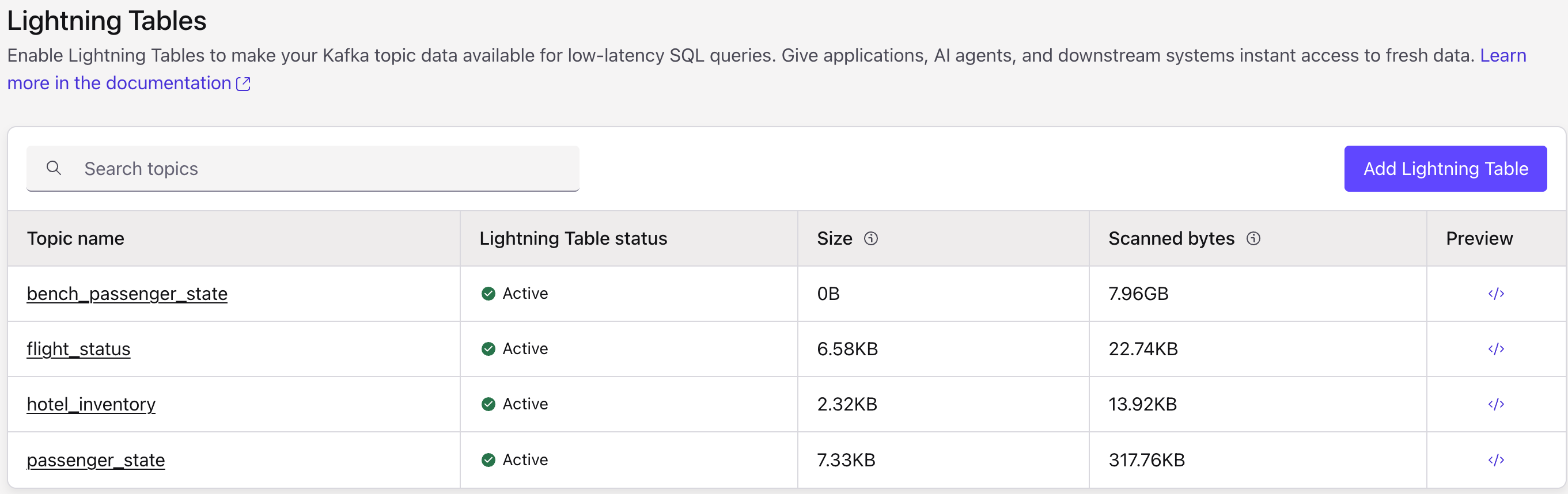 Lightning Tables
Enable Lightning Tables to make your Kafka topic data available for low-latency SQL queries. Give applications, AI agents, and downstream systems instant access to fresh data. Learn
more in the documentation
Search topics
Add Lightning Table
Topic name Lightning Table status Size Scanned bytes Preview
bench_passenger_state Active 0B 7.96GB </>
flight_status Active 6.58KB 22.74KB </>
hotel_inventory Active 2.32KB 13.92KB </>
passenger_state Active 7.33KB 317.76KB </>